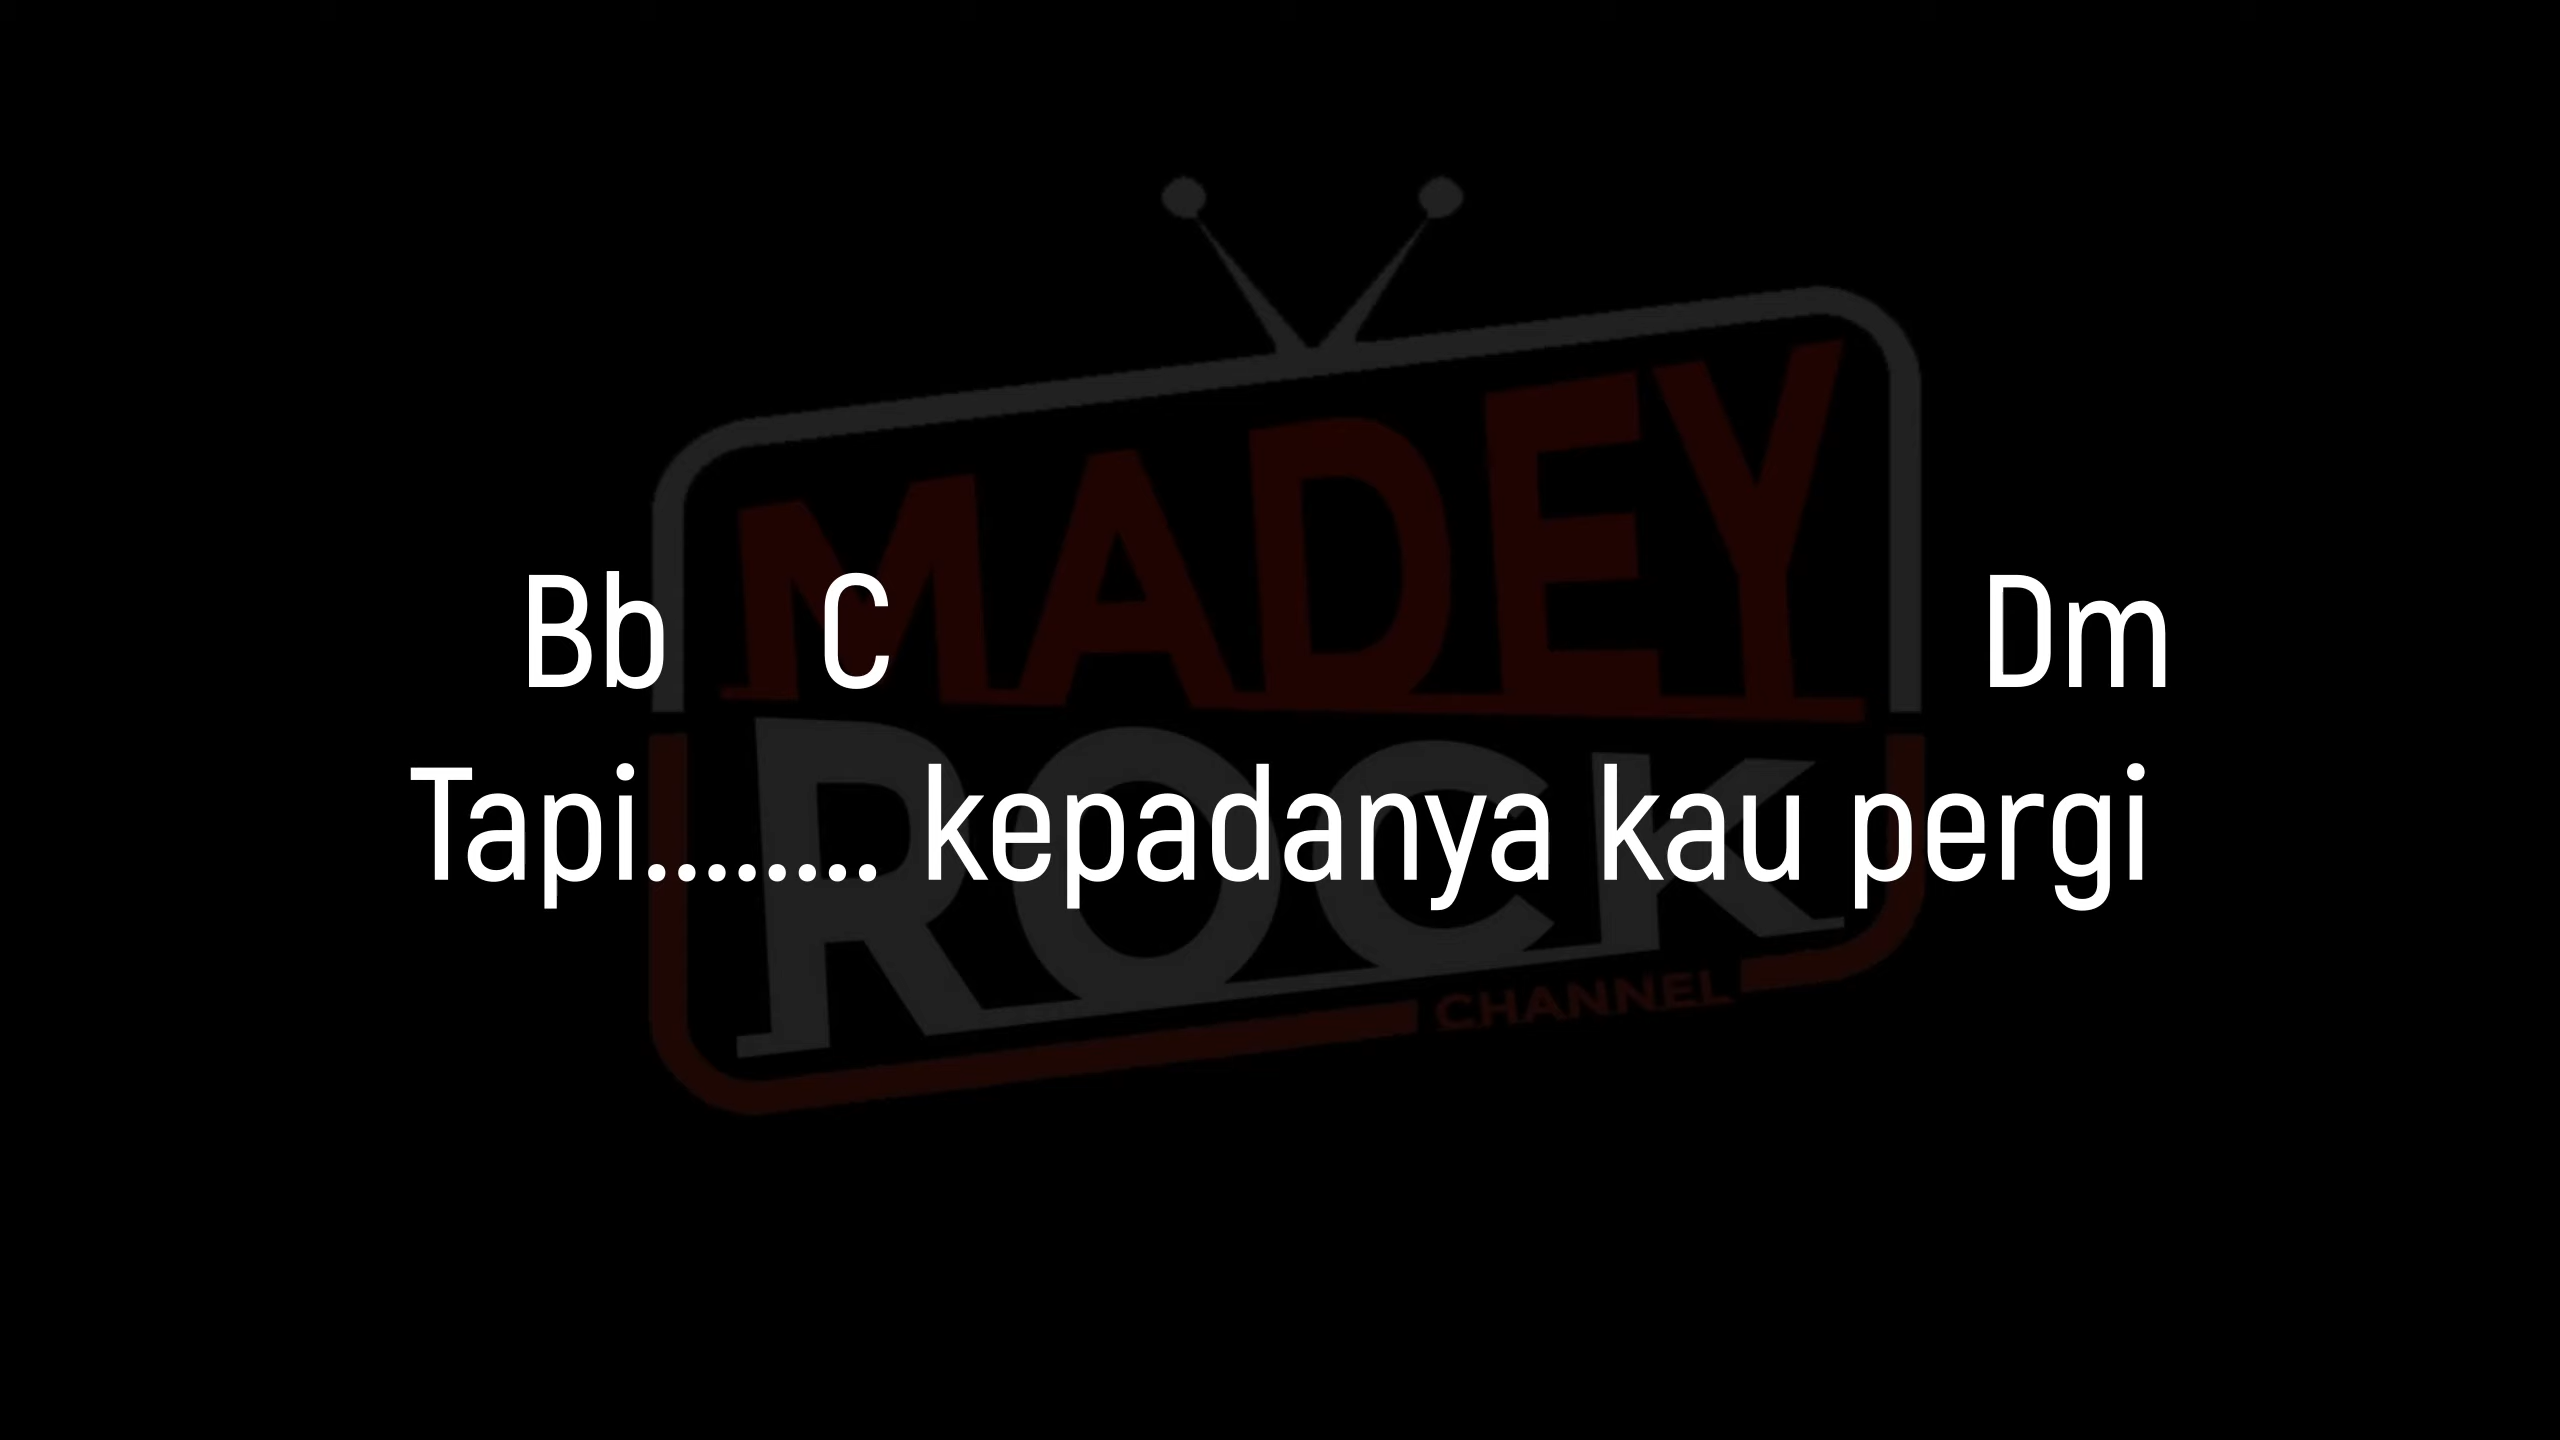 MADEY
Bb C Dm
Tapi........ kepadanya kau pergi
ROCK
CHANNEL